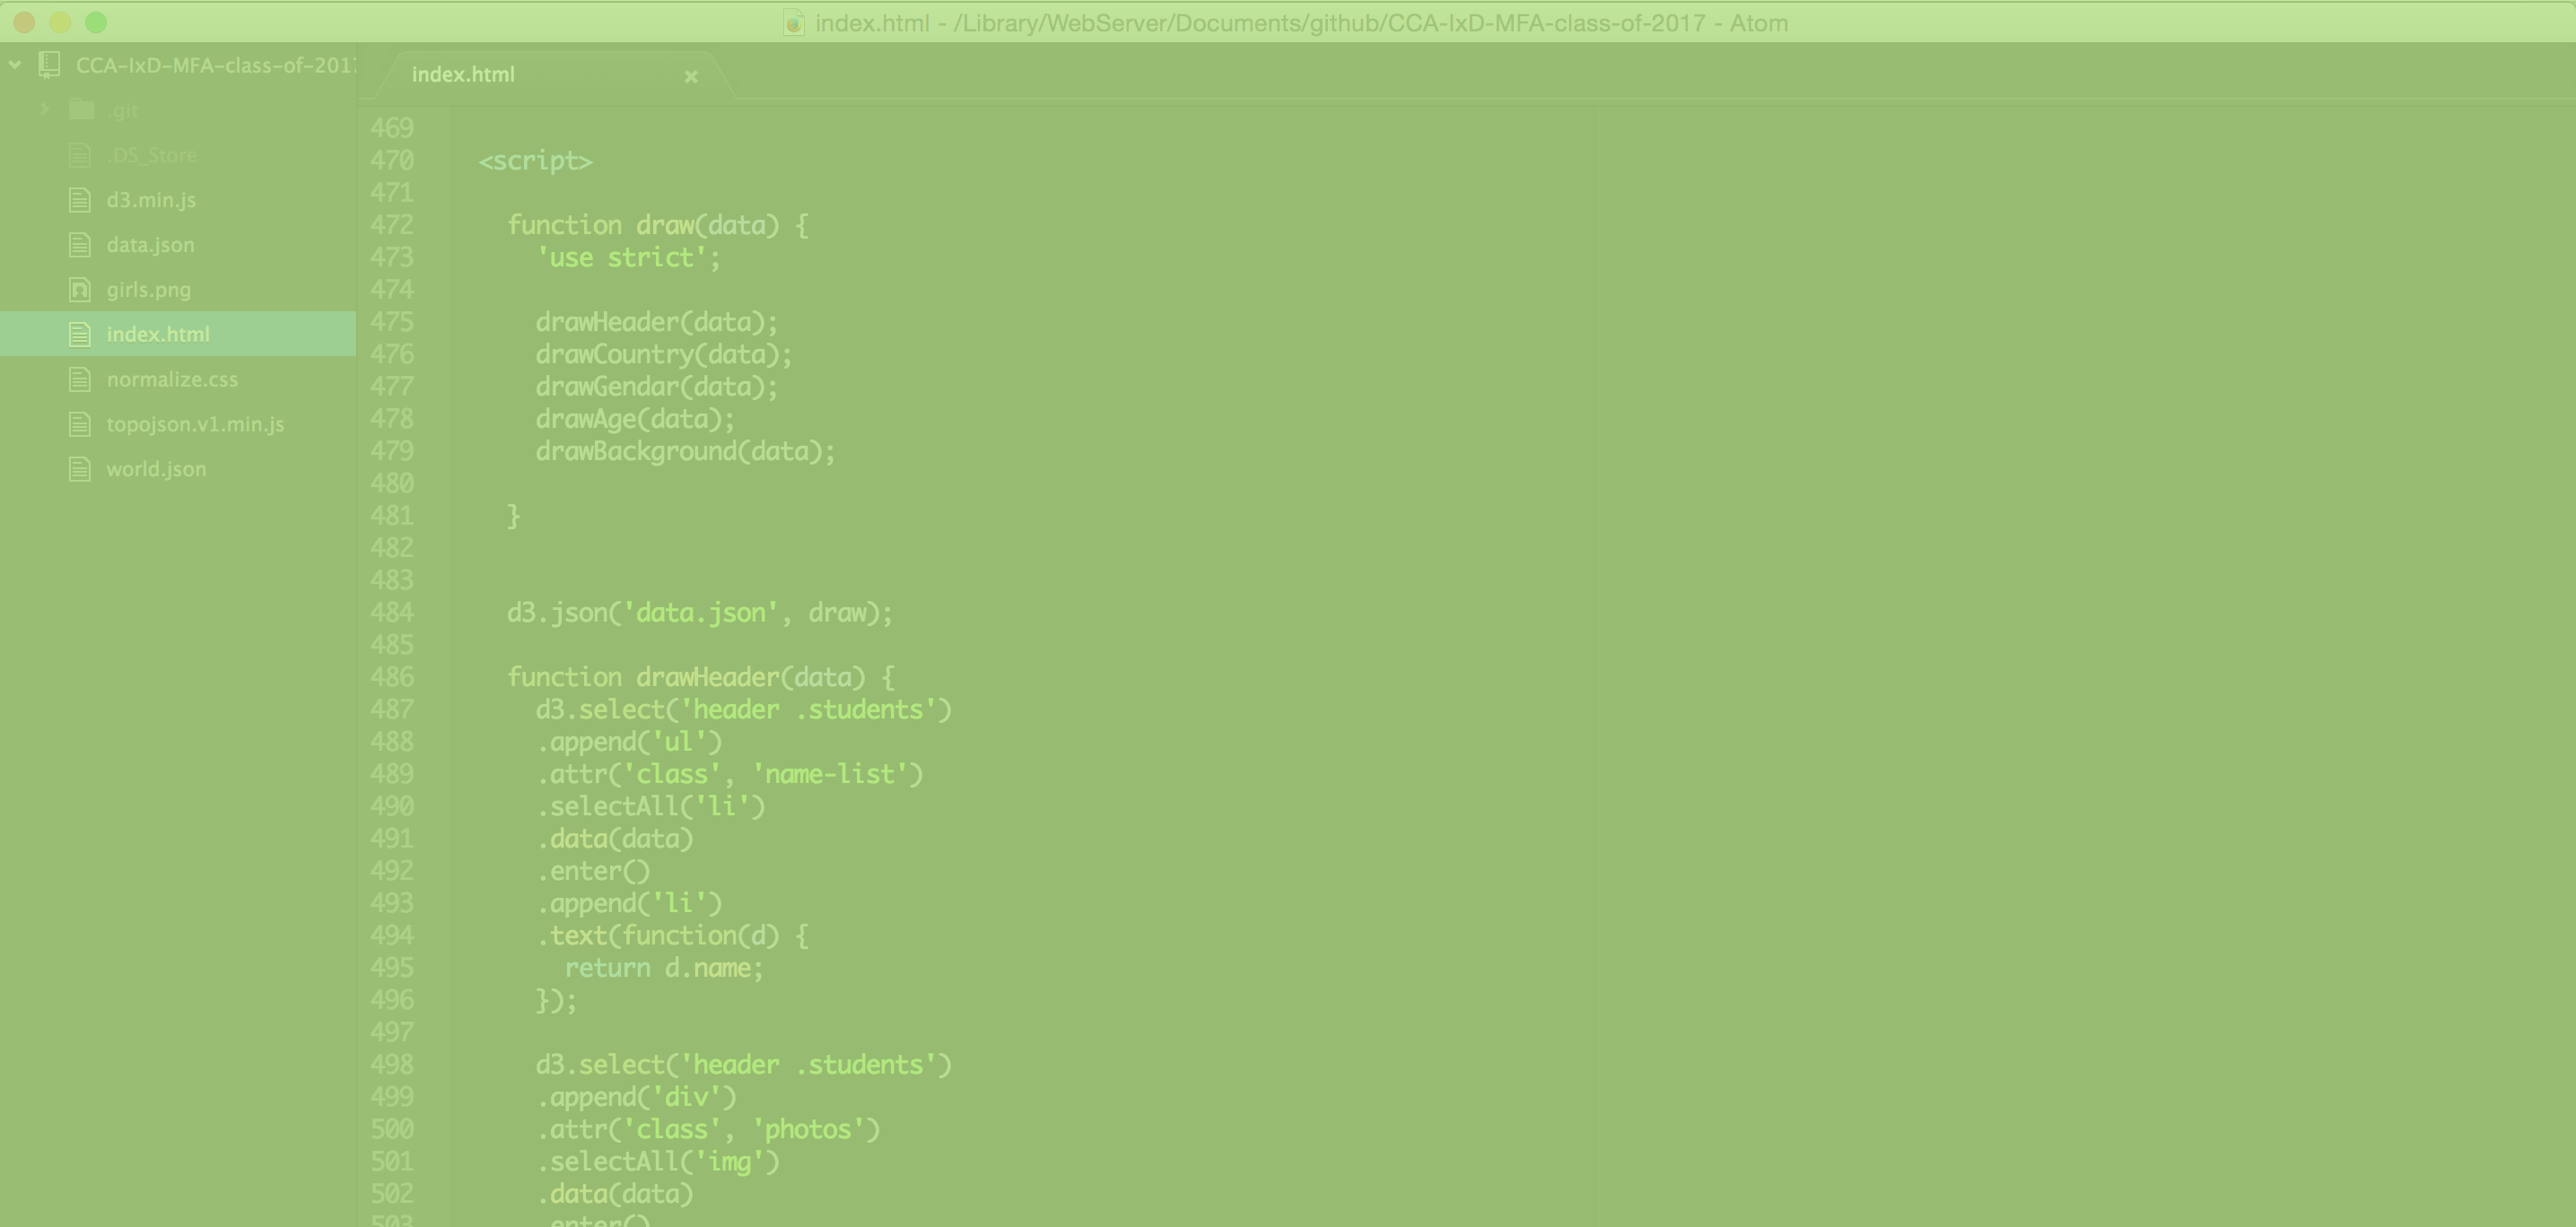 index.html - /Library/WebServer/Documents/github/CCA-IxD-MFA-class-of-2017 - Atom
CCA-IxD-MFA-class-of-2017
.git
.DS_Store
d3.min.js
data.json
girls.png
index.html
normalize.css
topojson.v1.min.js
world.json
index.html
469
470 <script>
471
472 function draw(data) {
473 'use strict';
474
475 drawHeader(data);
476 drawCountry(data);
477 drawGendar(data);
478 drawAge(data);
479 drawBackground(data);
480
481 }
482
483
484 d3.json('data.json', draw);
485
486 function drawHeader(data) {
487 d3.select('header .students')
488 .append('ul')
489 .attr('class', 'name-list')
490 .selectAll('li')
491 .data(data)
492 .enter()
493 .append('li')
494 .text(function(d) {
495 return d.name;
496 });
497
498 d3.select('header .students')
499 .append('div')
500 .attr('class', 'photos')
501 .selectAll('img')
502 .data(data)
503 .enter()